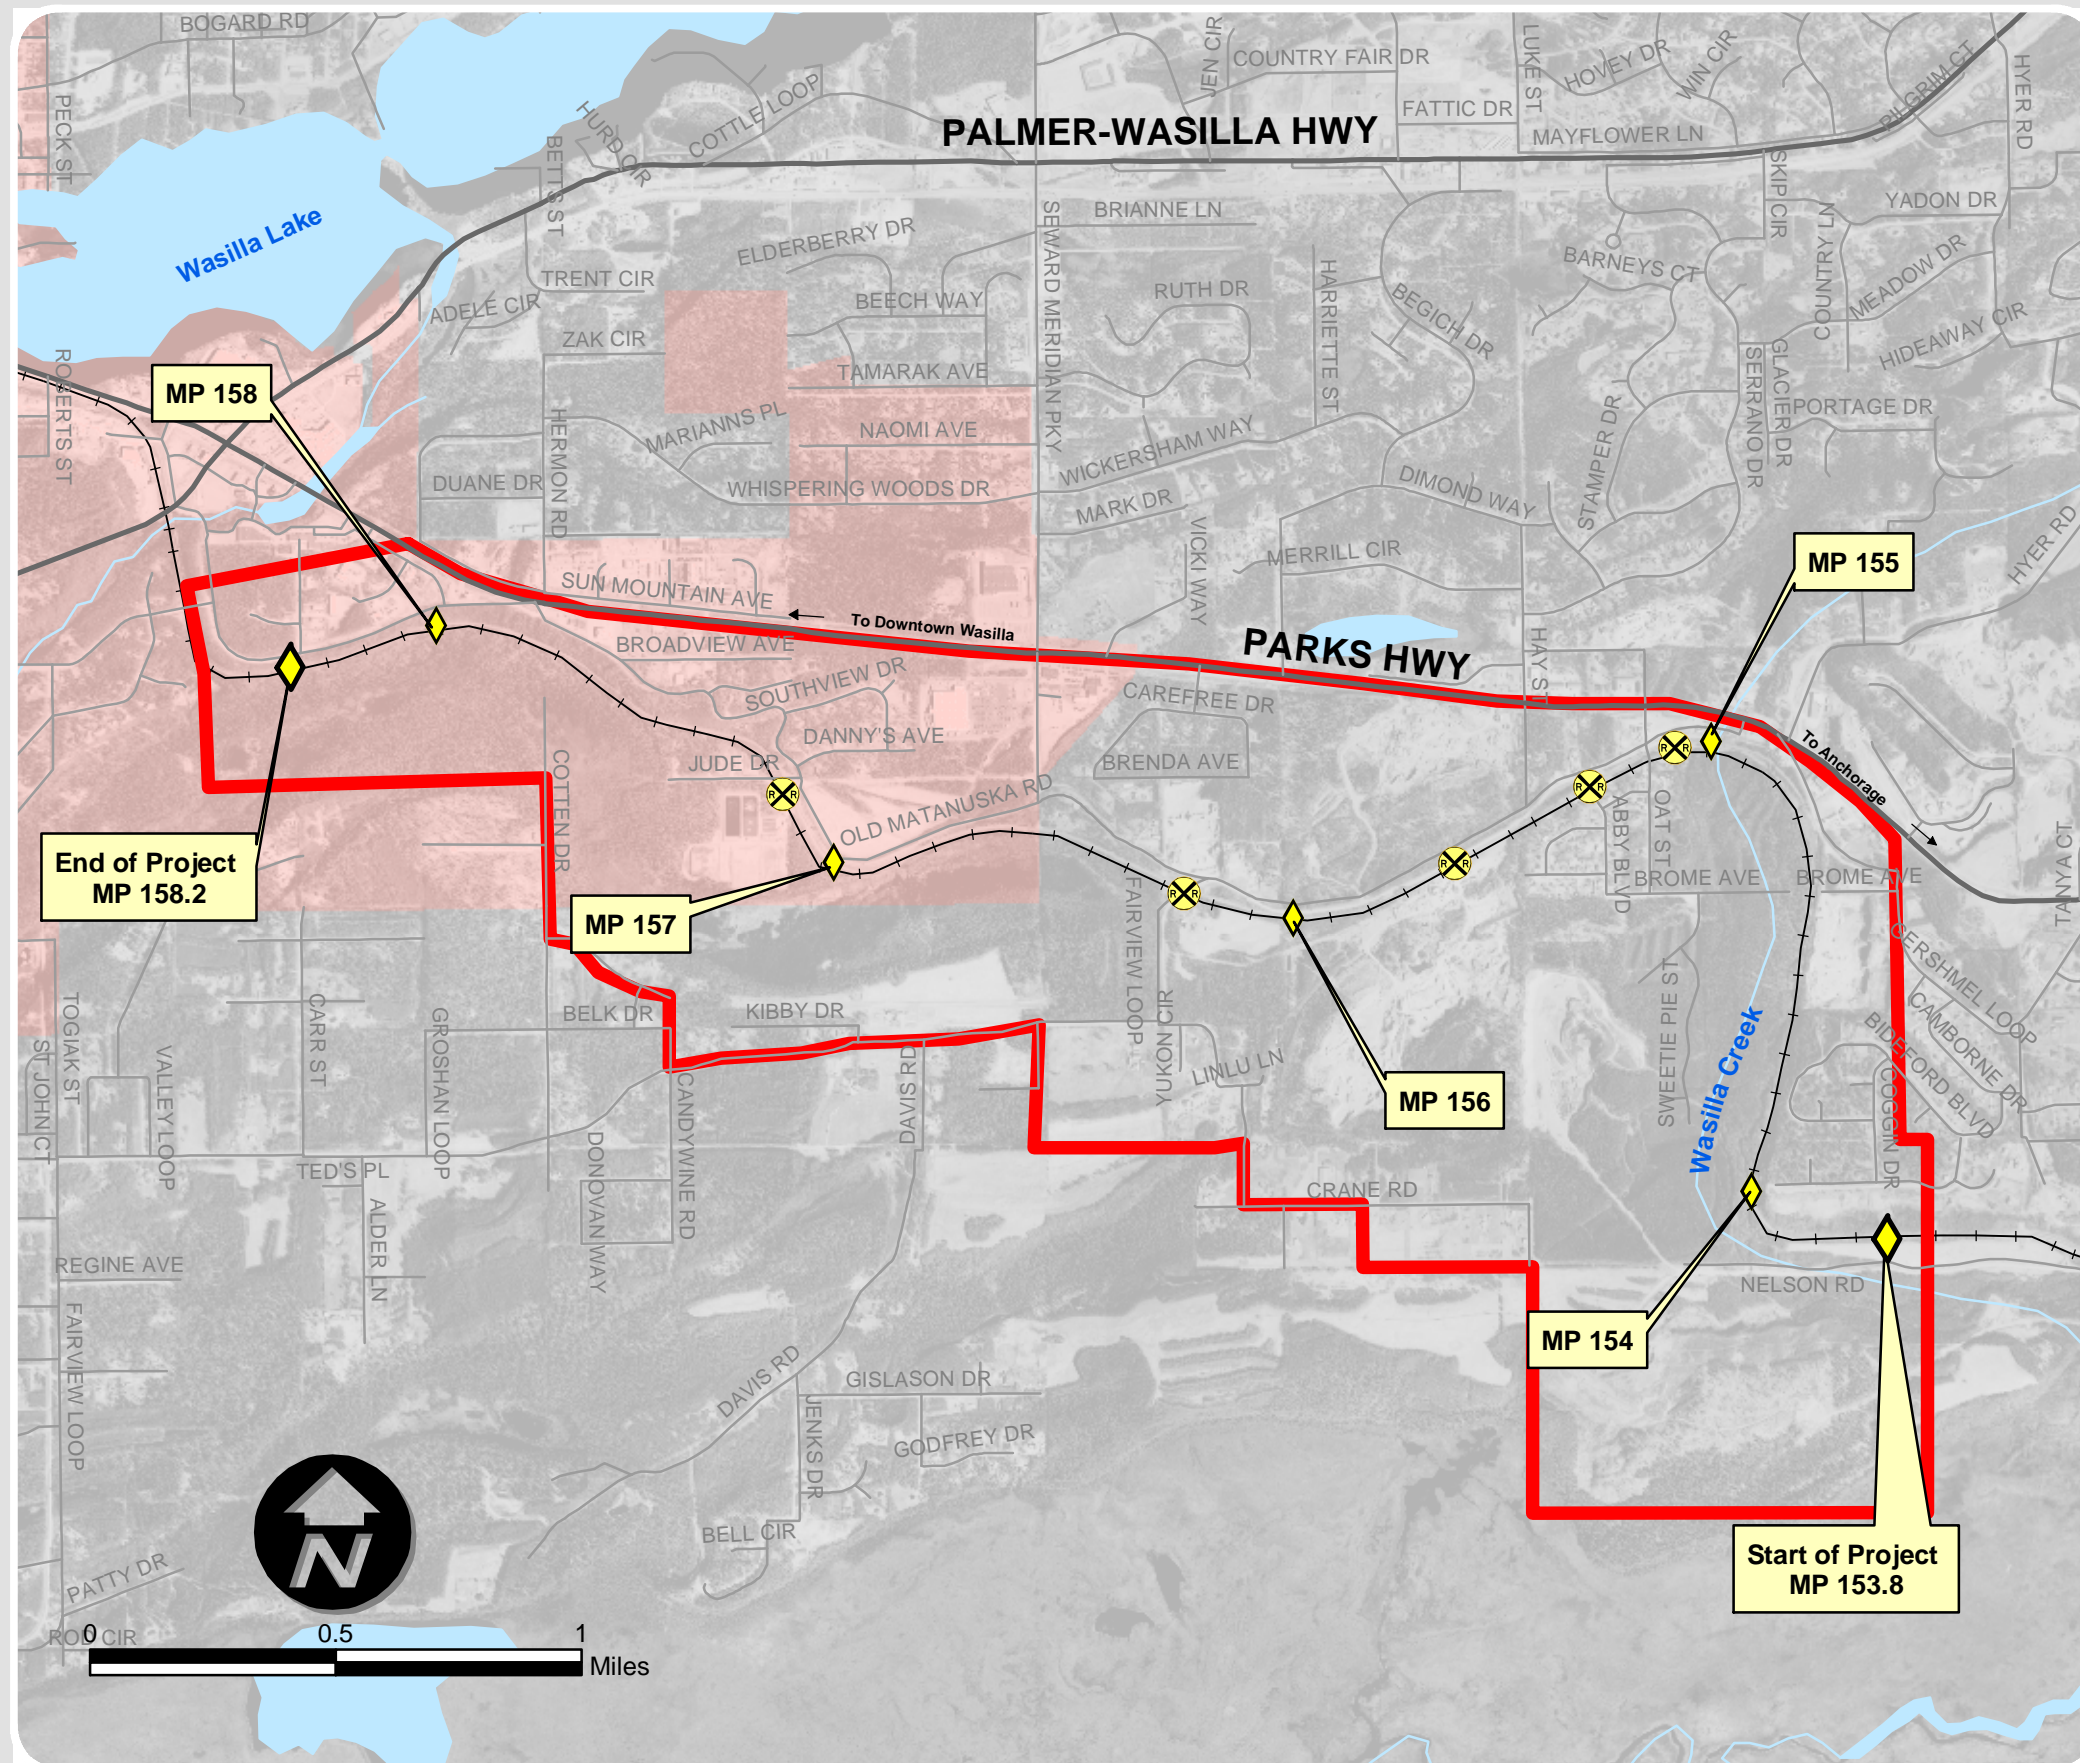 BOGARD RD
PECK ST
HURD CIR
COTTLE LOOP
BETTS ST
JEN CIR
COUNTRY FAIR DR
LUKE ST
HOVEY DR
WIN CIR
PILGRIM CT
HYER RD
FATTIC DR
MAYFLOWER LN
PALMER-WASILLA HWY
SKIP CIR
YADON DR
COUNTRY LN
MEADOW DR
Wasilla Lake
SEWARD MERIDIAN PKY
BRIANNE LN
ELDERBERRY DR
TRENT CIR
ADELE CIR
BEECH WAY
RUTH DR
HARRIETTE ST
BEGICH DR
BARNEYS CT
HIDEAWAY CIR
ZAK CIR
TAMARAK AVE
ROBERTS ST
MP 158
HERMON RD
MARIANNS PL
NAOMI AVE
WICKERSHAM WAY
STAMPER DR
SERRANO DR
GLACIER DR
PORTAGE DR
DUANE DR
WHISPERING WOODS DR
MARK DR
DIMOND WAY
VICKI WAY
MERRILL CIR
MP 155
HYER RD
SUN MOUNTAIN AVE
To Downtown Wasilla
BROADVIEW AVE
PARKS HWY
HAY ST
SOUTHVIEW DR
CAREFREE DR
DANNY'S AVE
JUDE DR
BRENDA AVE
To Anchorage
COTTEN DR
OLD MATANUSKA RD
ABBY BLVD
OAT ST
End of Project
MP 158.2
BROME AVE
BROME AVE
TANYA CT
MP 157
FAIRVIEW LOOP
CERSHMEL LOOP
TOGIAK ST
CARR ST
GROSHAN LOOP
BELK DR
KIBBY DR
YUKON CIR
SWEETIE PIE ST
Wasilla Creek
CAMBORNE DR
BIDEFORD BLVD
COGGIN DR
ST JOHN CT
VALLEY LOOP
CANDYWINE RD
DAVIS RD
LINLU LN
MP 156
TED'S PL
ALDER LN
DONOVAN WAY
CRANE RD
REGINE AVE
NELSON RD
MP 154
FAIRVIEW LOOP
DAVIS RD
GISLASON DR
JENKS DR
GODFREY DR
BELL CIR
N
Start of Project
MP 153.8
PATTY DR
ROD CIR
0 0.5 1
Miles
R R
R R
R R
R R
R R